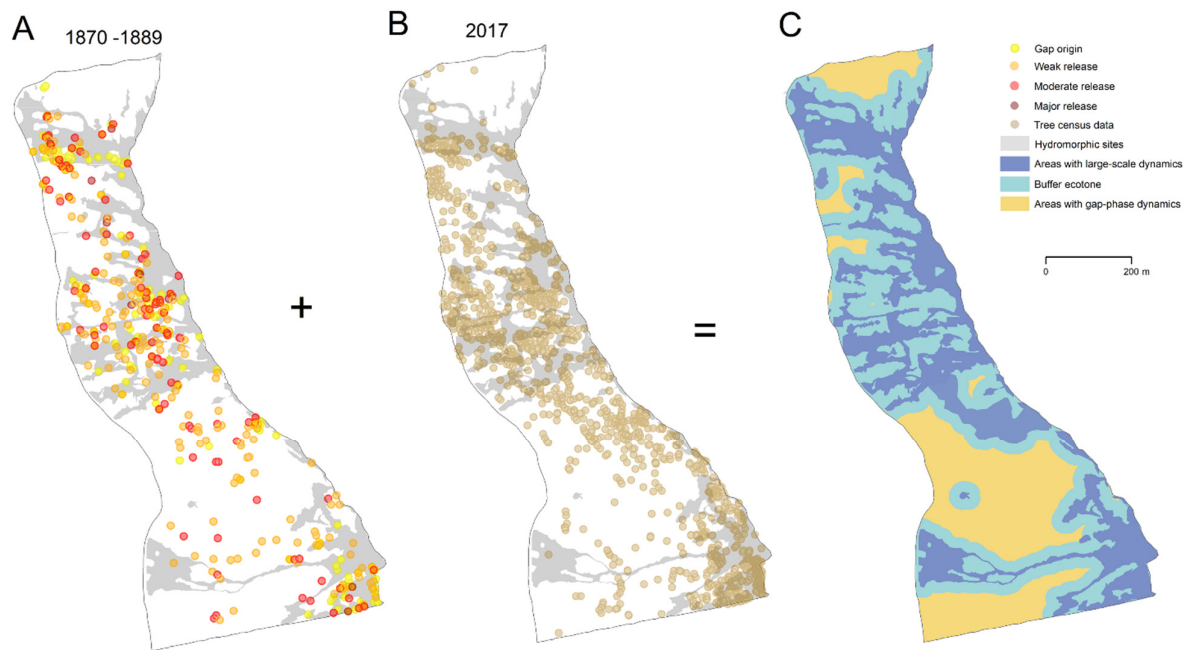 A
1870 -1889
B
2017
C
Gap origin
Weak release
Moderate release
Major release
Tree census data
Hydromorphic sites
Areas with large-scale dynamics
Buffer ecotone
Areas with gap-phase dynamics
0
200 m
+
=